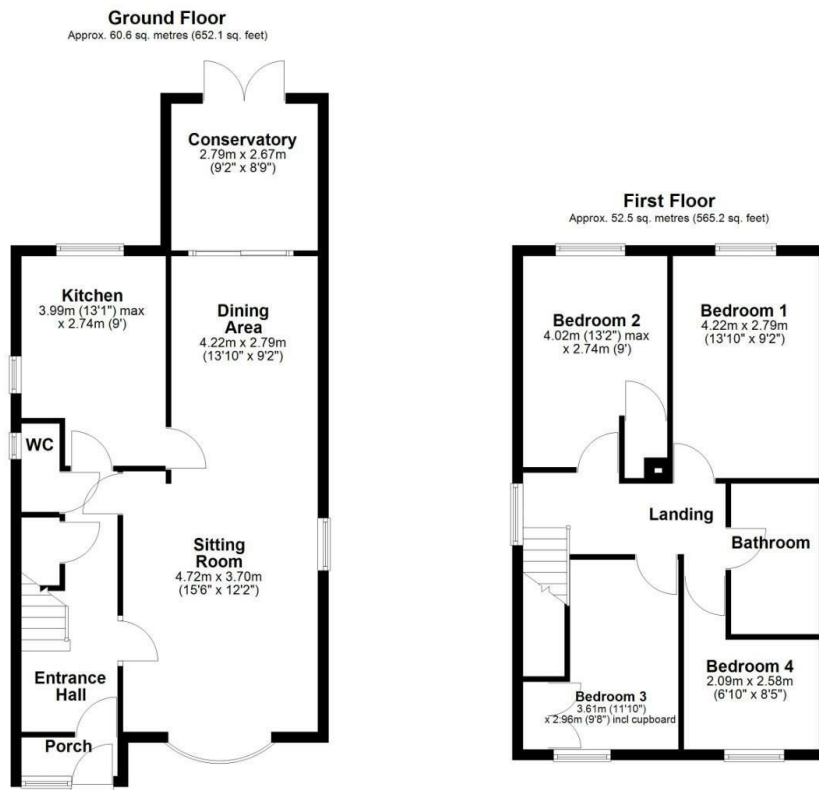 Ground Floor
Approx. 60.6 sq. metres (652.1 sq. feet)
Conservatory
2.79m x 2.67m
(9'2" x 8'9")
Kitchen
3.99m (13'1") max
x 2.74m (9')
Dining
Area
4.22m x 2.79m
(13'10" x 9'2")
WC
Sitting
Room
4.72m x 3.70m
(15'6" x 12'2")
Entrance
Hall
Porch
First Floor
Approx. 52.5 sq. metres (565.2 sq. feet)
Bedroom 2
4.02m (13'2") max
x 2.74m (9')
Bedroom 1
4.22m x 2.79m
(13'10" x 9'2")
Landing
Bathroom
Bedroom 3
3.61m (11'10")
x 2.96m (9'8") incl cupboard
Bedroom 4
2.09m x 2.58m
(6'10" x 8'5")